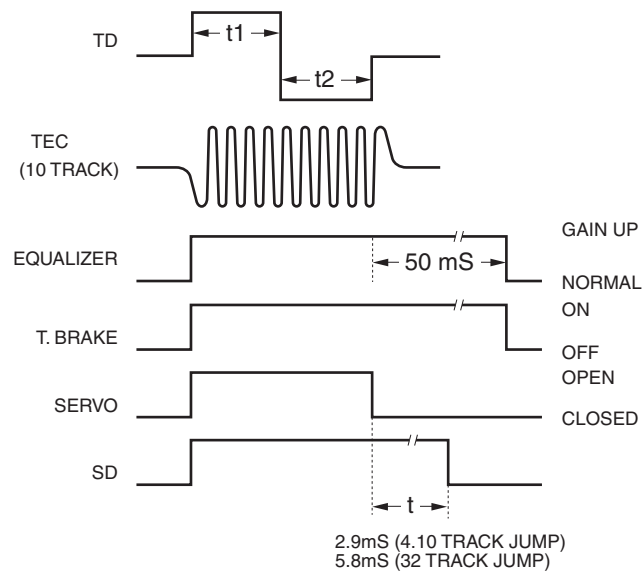 TD
t1
t2
TEC
(10 TRACK)
EQUALIZER
GAIN UP
50 mS
NORMAL
T. BRAKE
ON
OFF
SERVO
OPEN
CLOSED
SD
t
2.9mS (4.10 TRACK JUMP)
5.8mS (32 TRACK JUMP)